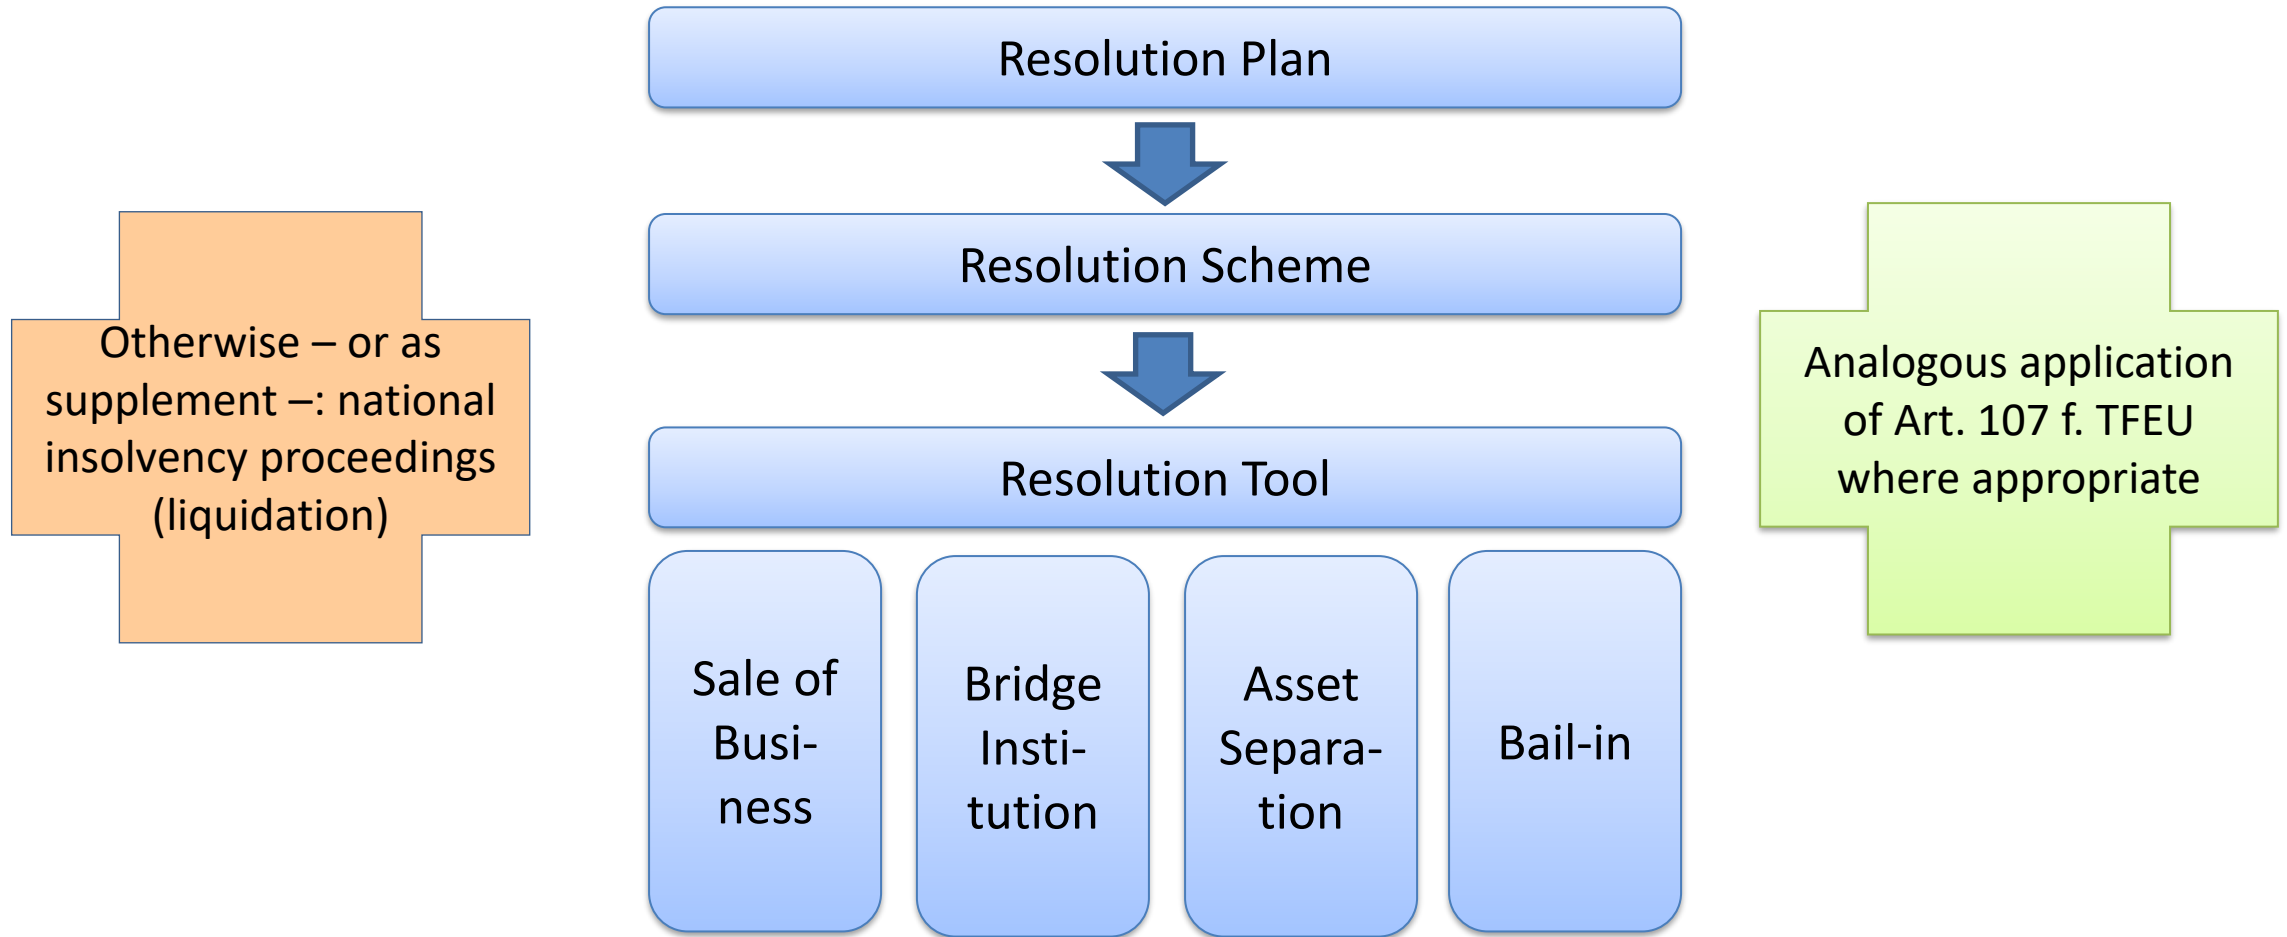 Resolution Plan
Resolution Scheme
Otherwise – or as
supplement –: national
insolvency proceedings
(liquidation)
Analogous application
of Art. 107 f. TFEU
where appropriate
Resolution Tool
Sale of
Busi-
ness
Bridge
Insti-
tution
Asset
Separa-
tion
Bail-in